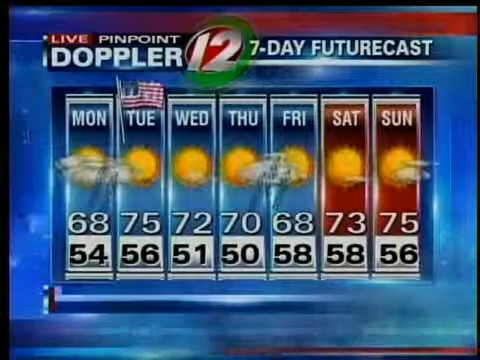 LIVE PINPOINT
DOPPLER 12 7-DAY FUTURECAST
MON TUE WED THU FRI SAT SUN
68 75 72 70 68 73 75
54 56 51 50 58 58 56